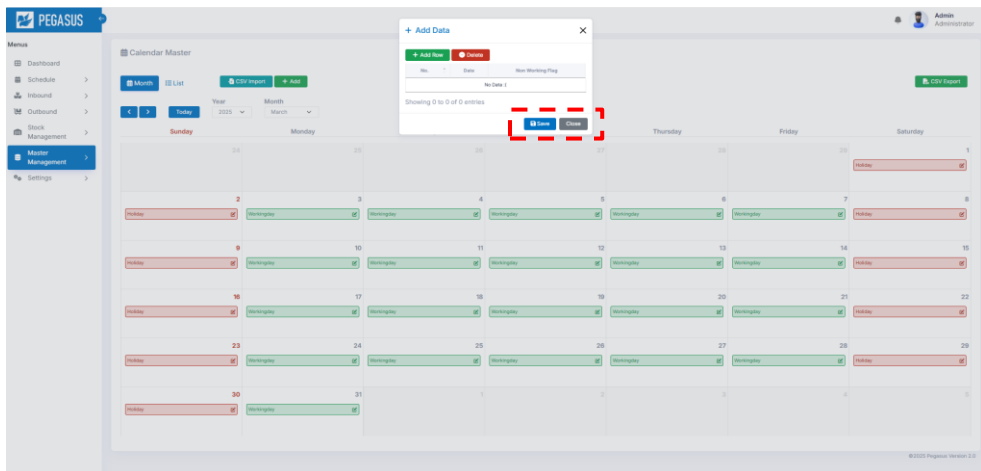 PEGASUS
Admin
Administrator
Menus
Dashboard
Schedule
Inbound
Outbound
Stock
Management
Master
Management
Settings
Calendar Master
Month
List
CSV Import
+ Add
CSV Export
Today
Year
2025
Month
March
+ Add Data
+ Add Row
Delete
No. Date Non Working Flag
No Data :(
Showing 0 to 0 of 0 entries
Save
Close
Sunday Monday Thursday Friday Saturday
24 25 26 27 28 28 1
Holiday
2 3 4 5 6 7 8
Holiday Workingday Workingday Workingday Workingday Workingday Holiday
9 10 11 12 13 14 15
Holiday Workingday Workingday Workingday Workingday Workingday Holiday
16 17 18 19 20 21 22
Holiday Workingday Workingday Workingday Workingday Workingday Holiday
23 24 25 26 27 28 29
Holiday Workingday Workingday Workingday Workingday Workingday Holiday
30 31 1 2 3 4 5
Holiday Workingday
©2025 Pegasus Version 2.0